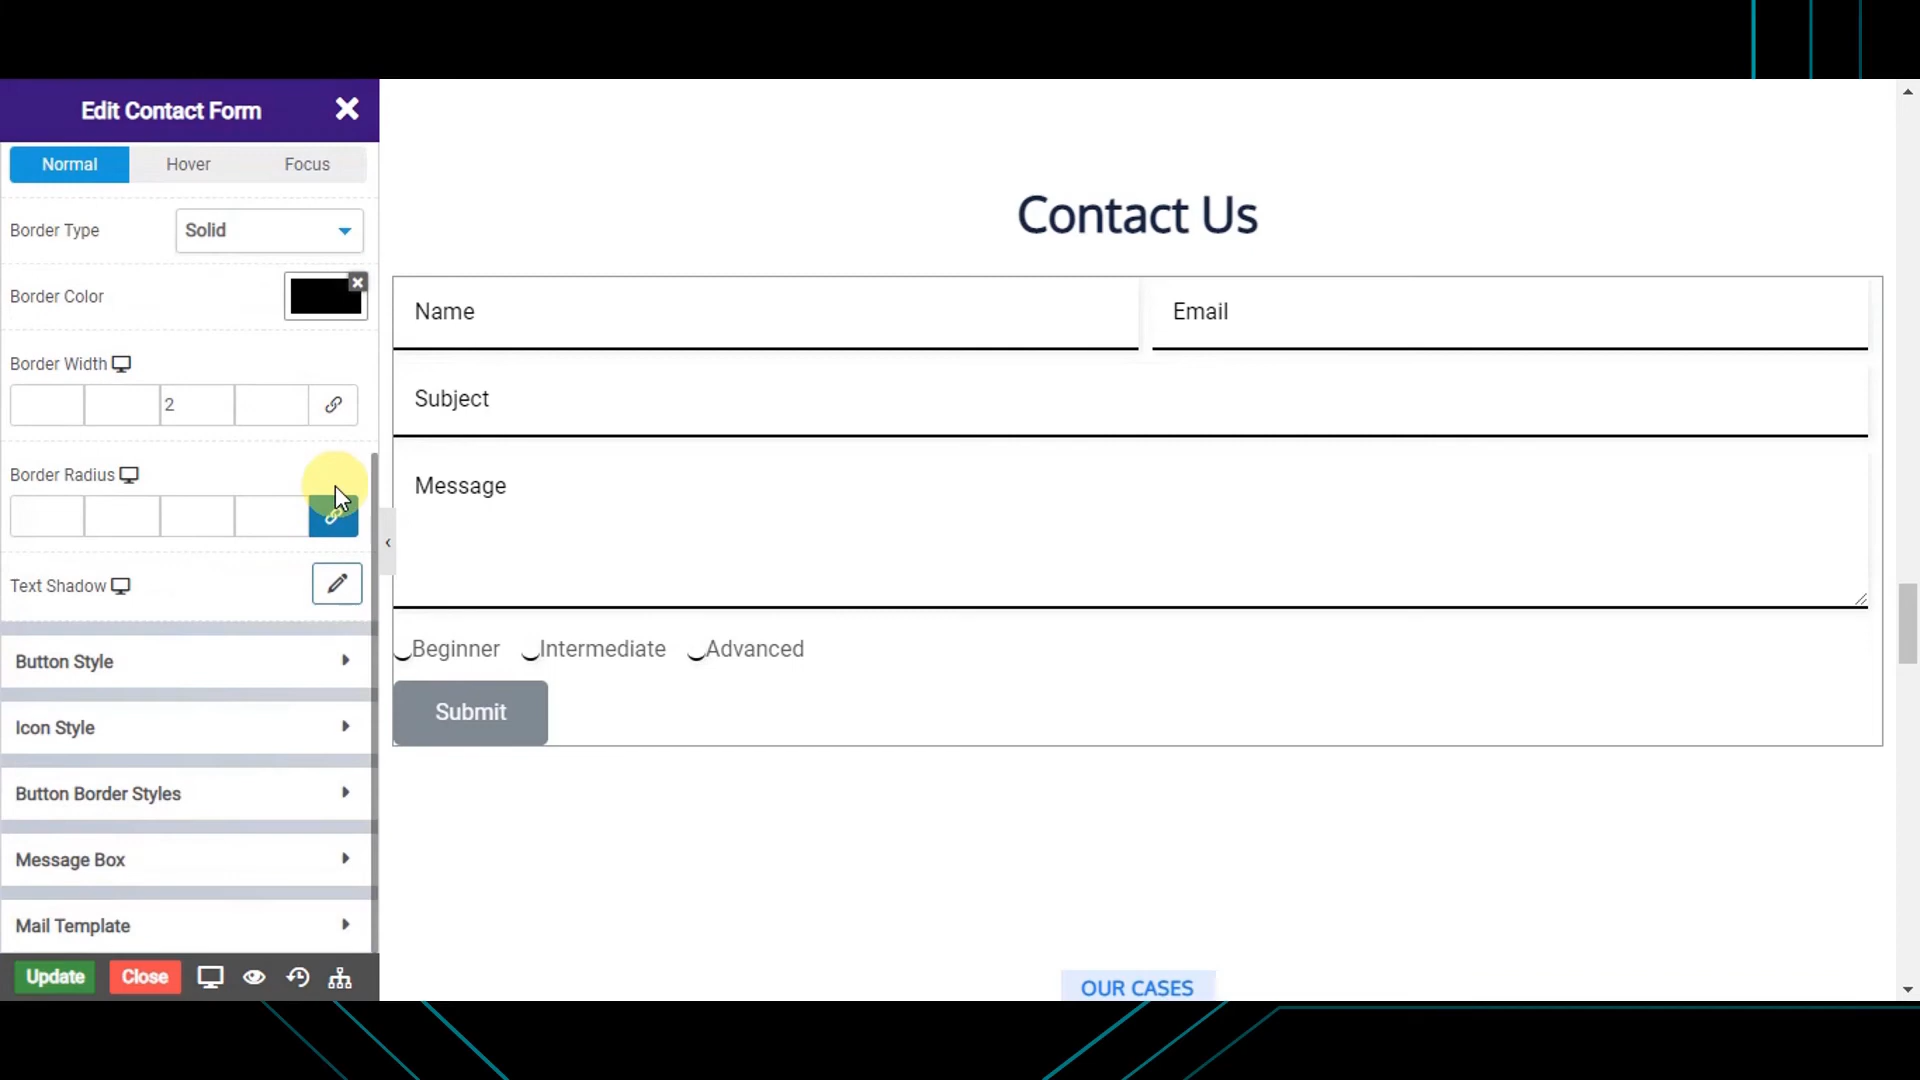 Edit Contact Form
Normal Hover Focus
Border Type Solid
Border Color
Border Width
2
Border Radius
Text Shadow
Button Style
Icon Style
Button Border Styles
Message Box
Mail Template
Update Close
Contact Us
Name Email
Subject
Message
Beginner Intermediate Advanced
Submit
OUR CASES